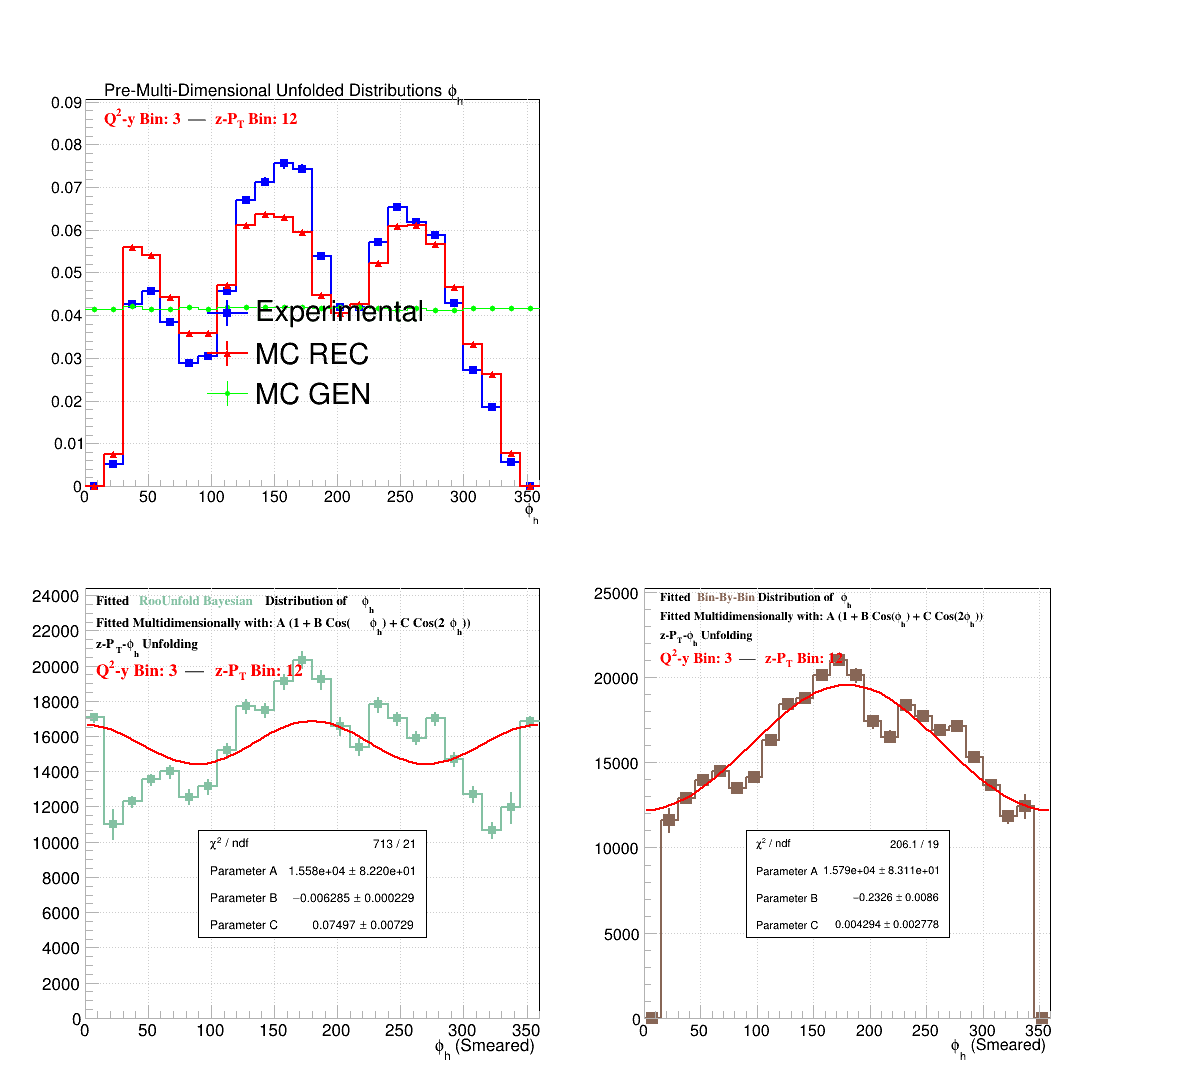 Pre-Multi-Dimensional Unfolded Distributions ϕh
Q²-y Bin: 3 — z-PT Bin: 12
0.09
0.08
0.07
0.06
0.05
0.04
0.03
0.02
0.01
0
Experimental
MC REC
MC GEN
0 50 100 150 200 250 300 350
ϕh
Fitted RooUnfold Bayesian Distribution of ϕh
Fitted Multidimensionally with: A (1 + B Cos( ϕh) + C Cos(2 ϕh))
z-PT-ϕh Unfolding
Q²-y Bin: 3 — z-PT Bin: 12
24000
22000
20000
18000
16000
14000
12000
10000
8000
6000
4000
2000
0
χ² / ndf 713 / 21
Parameter A 1.558e+04 ± 8.220e+01
Parameter B −0.006285 ± 0.000229
Parameter C 0.07497 ± 0.00729
0 50 100 150 200 250 300 350
ϕh (Smeared)
Fitted Bin-By-Bin Distribution of ϕh
Fitted Multidimensionally with: A (1 + B Cos(ϕh) + C Cos(2ϕh))
z-PT-ϕh Unfolding
Q²-y Bin: 3 — z-PT Bin: 12
25000
20000
15000
10000
5000
0
χ² / ndf 206.1 / 19
Parameter A 1.579e+04 ± 8.311e+01
Parameter B −0.2326 ± 0.0086
Parameter C 0.004294 ± 0.002778
0 50 100 150 200 250 300 350
ϕh (Smeared)